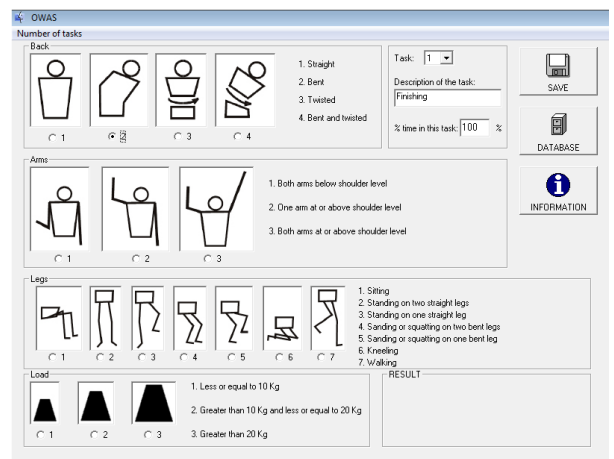 OWAS
Number of tasks
Back
1. Straight
2. Bent
3. Twisted
4. Bent and twisted
1
2
3
4
Task: 1
Description of the task:
Finishing
% time in this task: 100 %
SAVE
DATABASE
INFORMATION
Arms
1. Both arms below shoulder level
2. One arm at or above shoulder level
3. Both arms at or above shoulder level
1
2
3
Legs
1. Sitting
2. Standing on two straight legs
3. Standing on one straight leg
4. Sanding or squatting on two bent legs
5. Sanding or squatting on one bent leg
6. Kneeling
7. Walking
1
2
3
4
5
6
7
Load
1. Less or equal to 10 Kg
2. Greater than 10 Kg and less or equal to 20 Kg
3. Greater than 20 Kg
1
2
3
RESULT